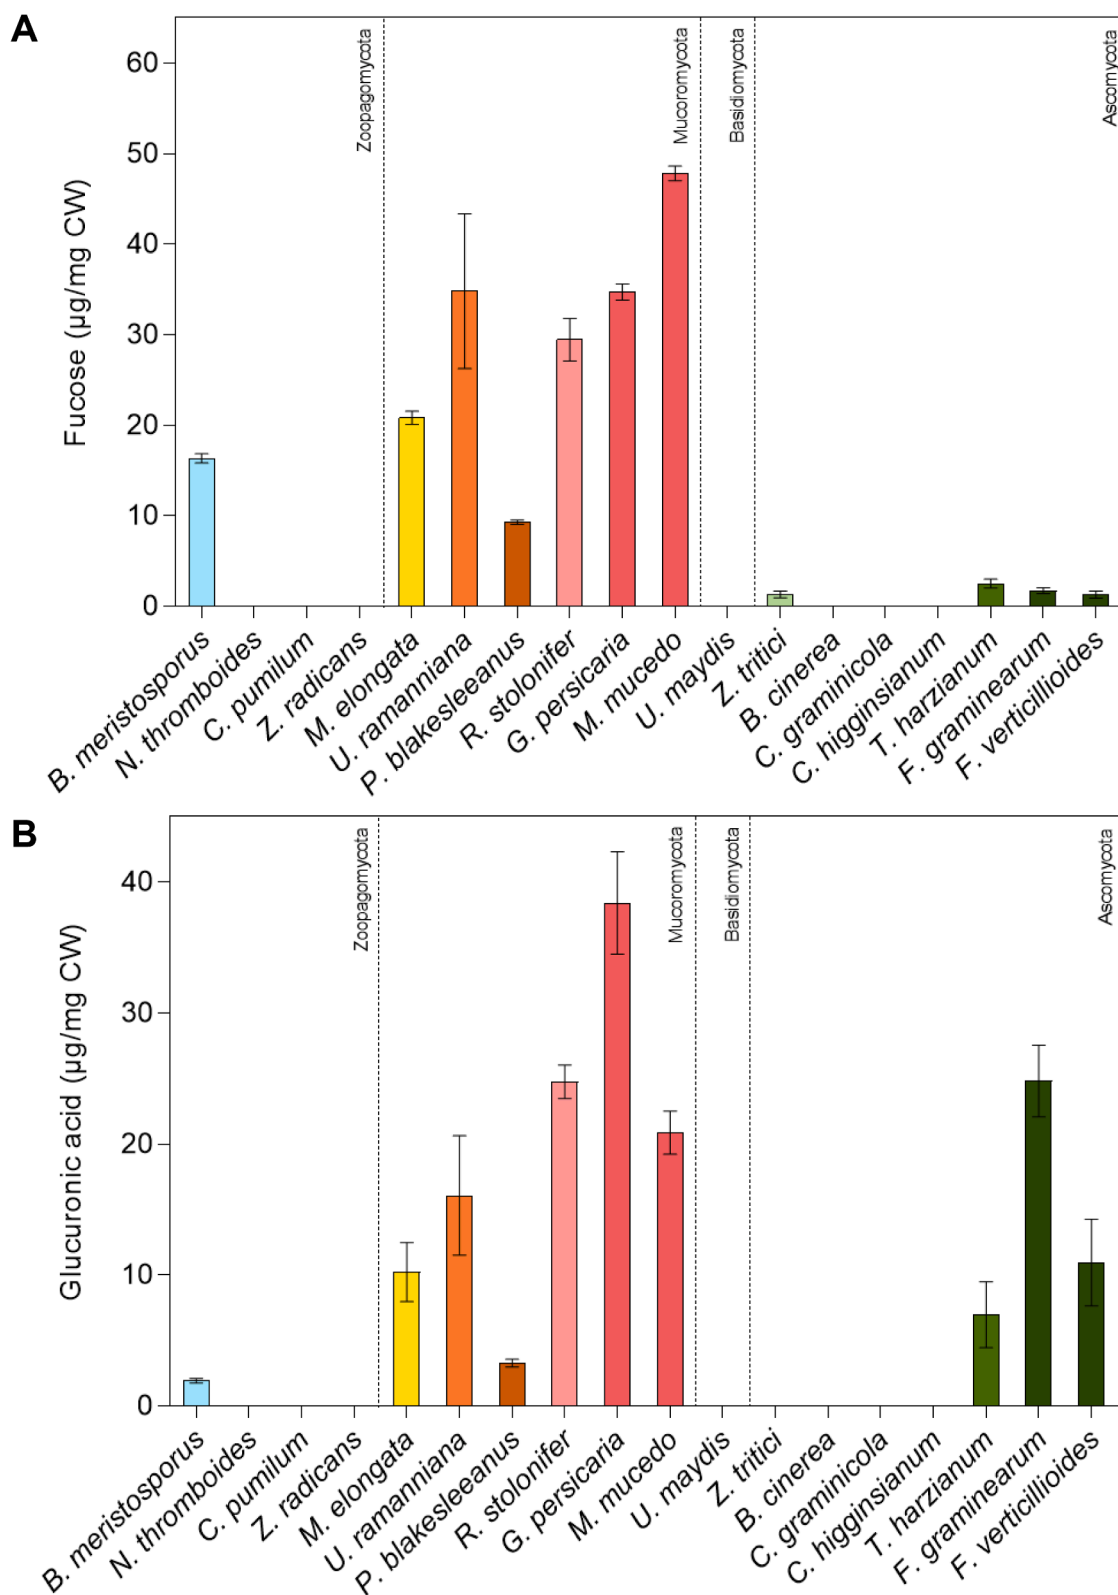 A
Fucose (µg/mg CW)
60
50
40
30
20
10
0
Zoopagomycota
Mucoromycota
Basidiomycota
Ascomycota
B. meristosporus
N. thromboides
C. pumilum
Z. radicans
M. elongata
U. ramanniana
P. blakesleeanus
R. stolonifer
G. persicaria
M. mucedo
U. maydis
Z. tritici
B. cinerea
C. graminicola
C. higginsianum
T. harzianum
F. graminearum
F. verticillioides
B
Glucuronic acid (µg/mg CW)
40
30
20
10
0
Zoopagomycota
Mucoromycota
Basidiomycota
Ascomycota
B. meristosporus
N. thromboides
C. pumilum
Z. radicans
M. elongata
U. ramanniana
P. blakesleeanus
R. stolonifer
G. persicaria
M. mucedo
U. maydis
Z. tritici
B. cinerea
C. graminicola
C. higginsianum
T. harzianum
F. graminearum
F. verticillioides